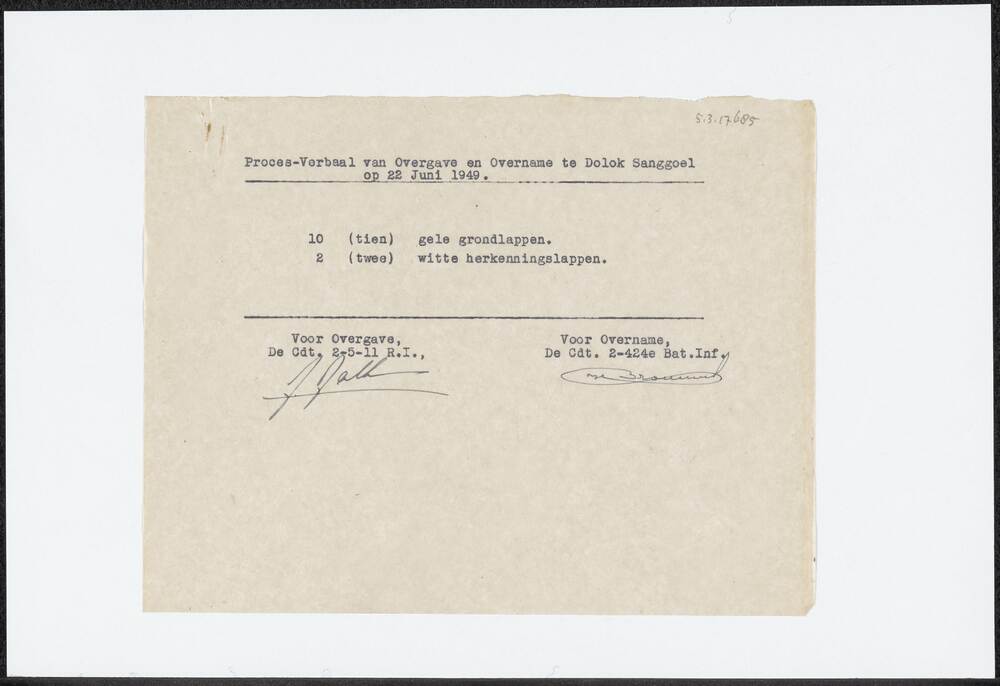 5.3.17685
Proces-Verbaal van Overgave en Overname te Dolok Sanggoel
op 22 Juni 1949.
10 (tien) gele grondlappen.
2 (twee) witte herkenningslappen.
Voor Overgave, Voor Overname,
De Cdt. 2-5-11 R.I., De Cdt. 2-424e Bat.Inf.